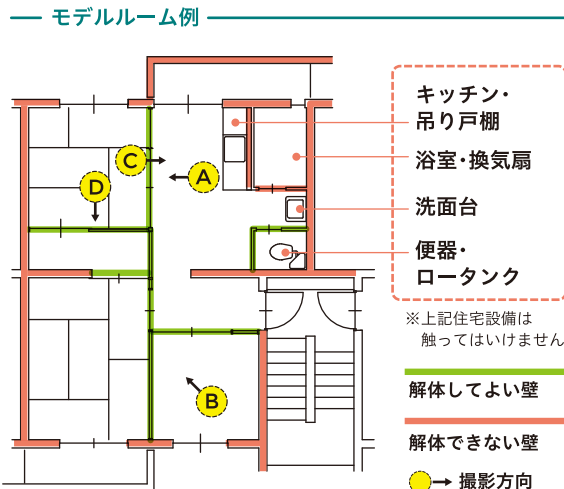 モデルルーム例
キッチン・
吊り戸棚
浴室・換気扇
洗面台
便器・
ロータンク
※上記住宅設備は
触ってはいけません
解体してよい壁
解体できない壁
撮影方向
A
B
C
D